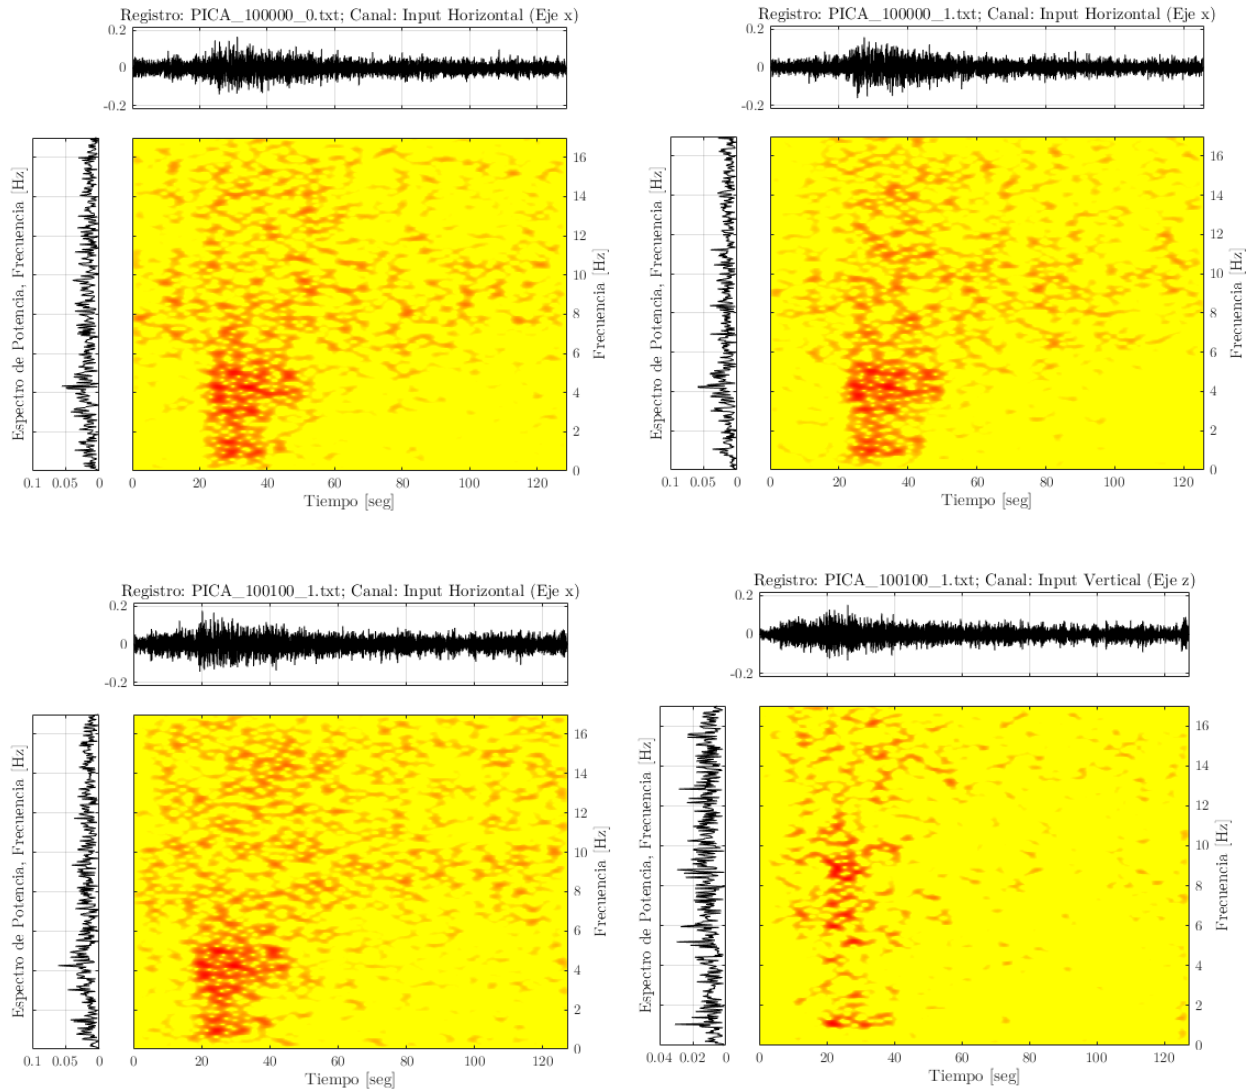 Registro: PICA_100000_0.txt; Canal: Input Horizontal (Eje x)
0.2
0
-0.2
Espectro de Potencia, Frecuencia [Hz]
0.1 0.05 0
16
14
12
10
8
6
4
2
0
Frecuencia [Hz]
0 20 40 60 80 100 120
Tiempo [seg]
Registro: PICA_100000_1.txt; Canal: Input Horizontal (Eje x)
0.2
0
-0.2
Espectro de Potencia, Frecuencia [Hz]
0.1 0.05 0
16
14
12
10
8
6
4
2
0
Frecuencia [Hz]
0 20 40 60 80 100 120
Tiempo [seg]
Registro: PICA_100100_1.txt; Canal: Input Horizontal (Eje x)
0.2
0
-0.2
Espectro de Potencia, Frecuencia [Hz]
0.1 0.05 0
16
14
12
10
8
6
4
2
0
Frecuencia [Hz]
0 20 40 60 80 100 120
Tiempo [seg]
Registro: PICA_100100_1.txt; Canal: Input Vertical (Eje z)
0.2
0
-0.2
Espectro de Potencia, Frecuencia [Hz]
0.04 0.02 0
16
14
12
10
8
6
4
2
0
Frecuencia [Hz]
0 20 40 60 80 100 120
Tiempo [seg]